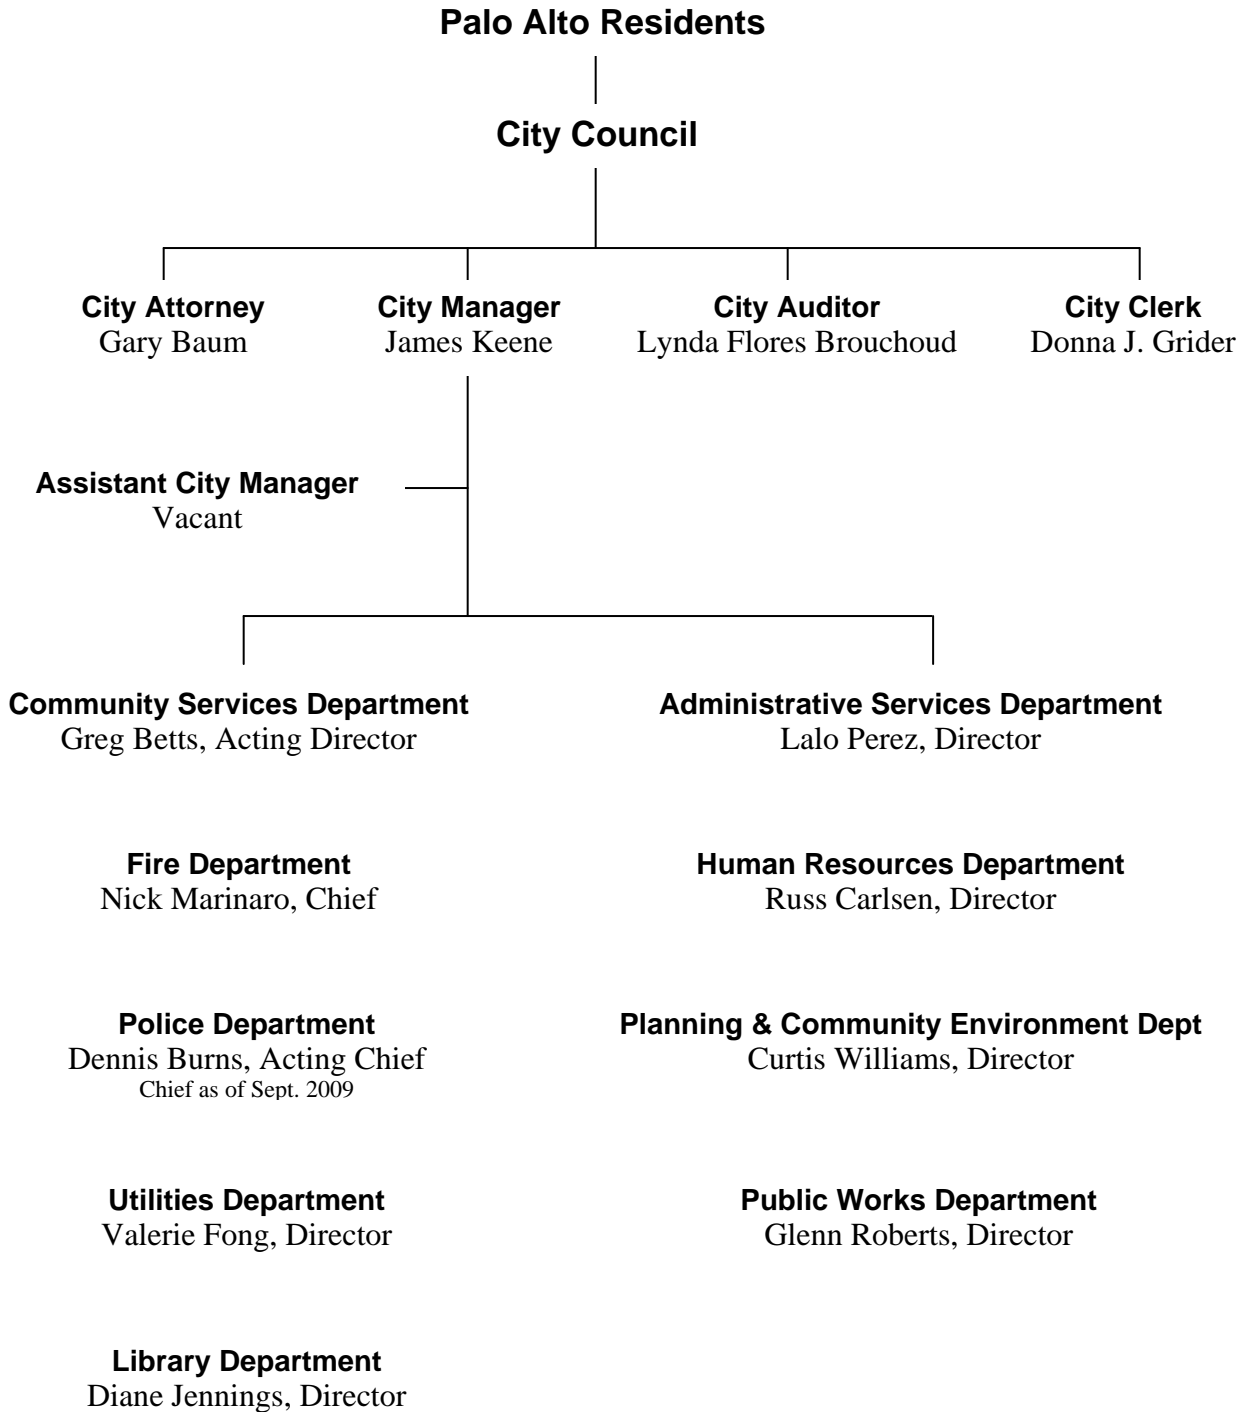 Palo Alto Residents
City Council
City Attorney
Gary Baum
City Manager
James Keene
City Auditor
Lynda Flores Brouchoud
City Clerk
Donna J. Grider
Assistant City Manager
Vacant
Community Services Department
Greg Betts, Acting Director
Administrative Services Department
Lalo Perez, Director
Fire Department
Nick Marinaro, Chief
Human Resources Department
Russ Carlsen, Director
Police Department
Dennis Burns, Acting Chief
Chief as of Sept. 2009
Planning & Community Environment Dept
Curtis Williams, Director
Utilities Department
Valerie Fong, Director
Public Works Department
Glenn Roberts, Director
Library Department
Diane Jennings, Director